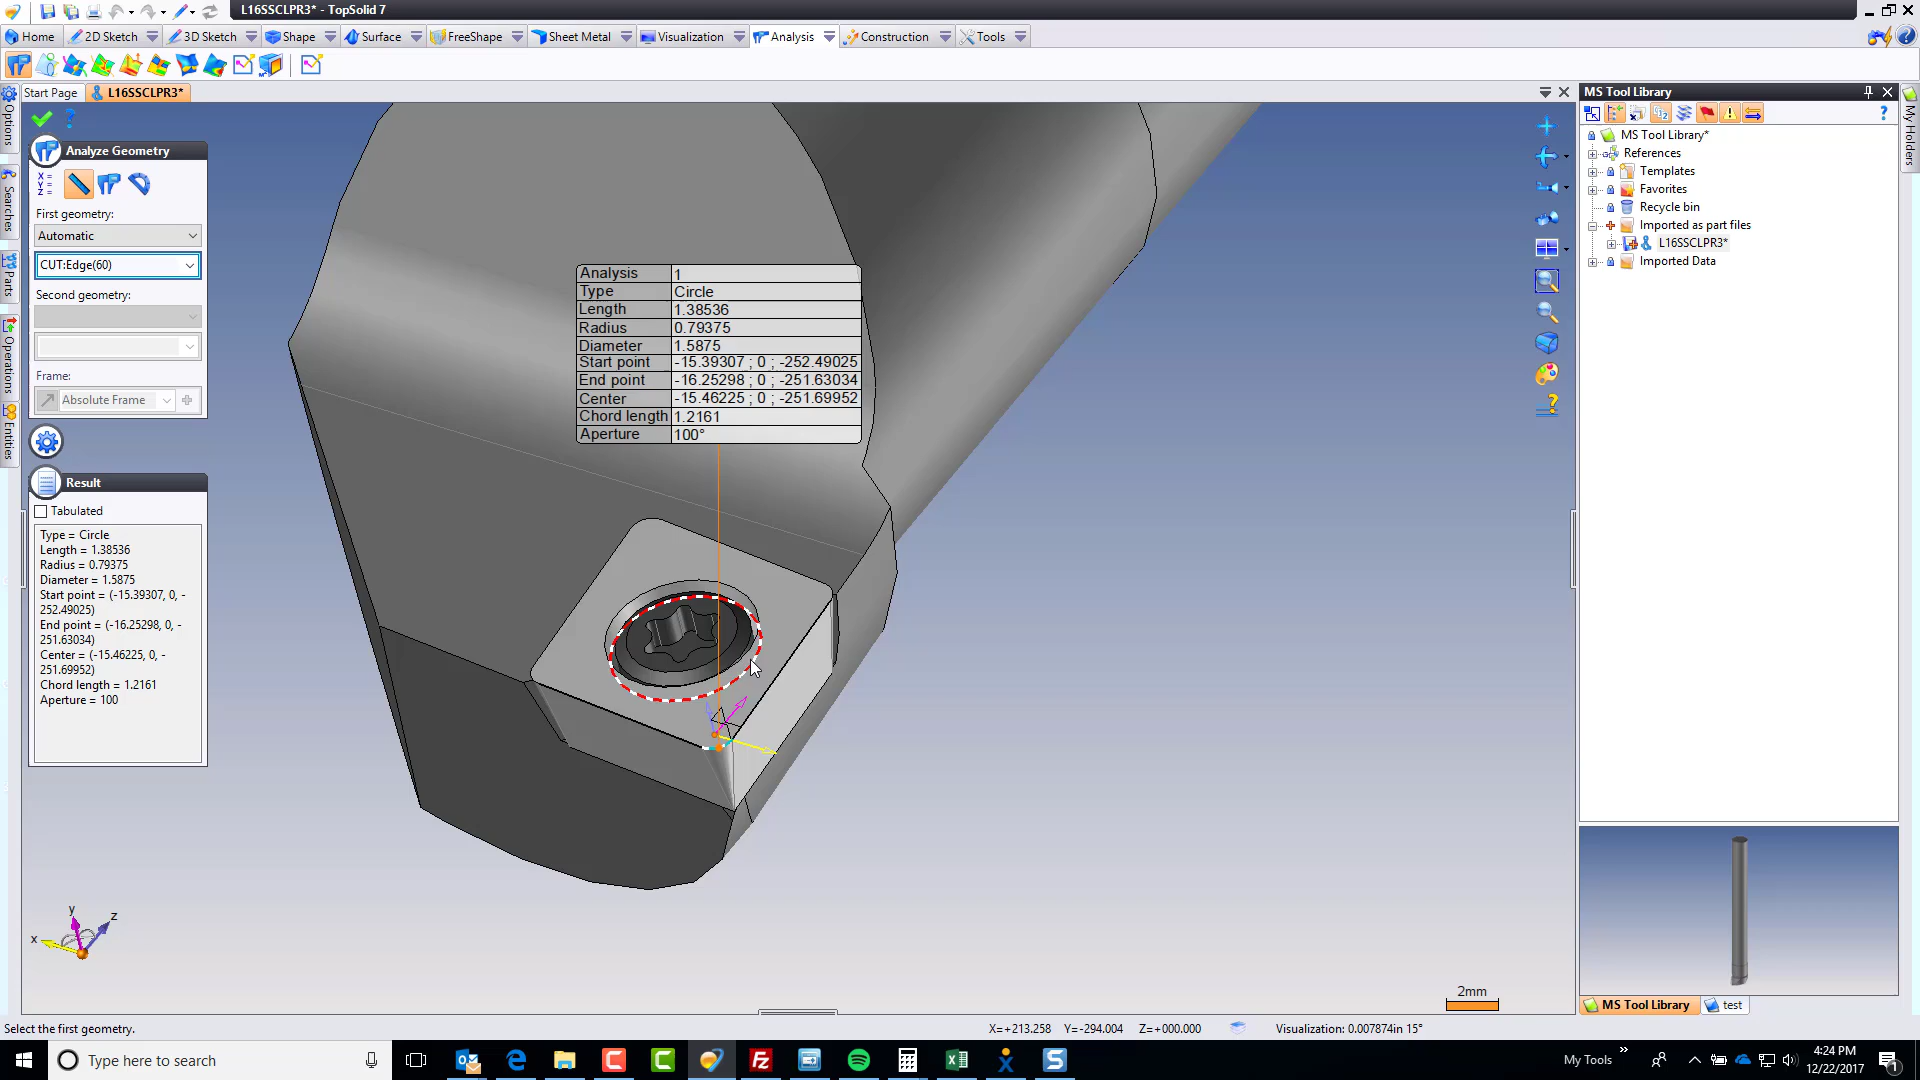 L16SSCLPR3* - TopSolid 7
Home
2D Sketch
3D Sketch
Shape
Surface
FreeShape
Sheet Metal
Visualization
Analysis
Construction
Tools
Start Page
L16SSCLPR3*
Options
Searches
Parts
Operations
Entities
Analyze Geometry
X=
Y=
Z=
First geometry:
Automatic
CUT:Edge(60)
Second geometry:
Frame:
Absolute Frame
Result
Tabulated
Type = Circle
Length = 1.38536
Radius = 0.79375
Diameter = 1.5875
Start point = (-15.39307, 0, -
252.49025)
End point = (-16.25298, 0, -
251.63034)
Center = (-15.46225, 0, -
251.69952)
Chord length = 1.2161
Aperture = 100
Analysis 1
Type Circle
Length 1.38536
Radius 0.79375
Diameter 1.5875
Start point -15.39307 ; 0 ; -252.49025
End point -16.25298 ; 0 ; -251.63034
Center -15.46225 ; 0 ; -251.69952
Chord length 1.2161
Aperture 100°
y
z
x
2mm
MS Tool Library
My Holders
MS Tool Library*
References
Templates
Favorites
Recycle bin
Imported as part files
L16SSCLPR3*
Imported Data
MS Tool Library
test
Select the first geometry.
X=+213.258 Y=-294.004 Z=+000.000
Visualization: 0.007874in 15°
Type here to search
My Tools
4:24 PM
12/22/2017
1